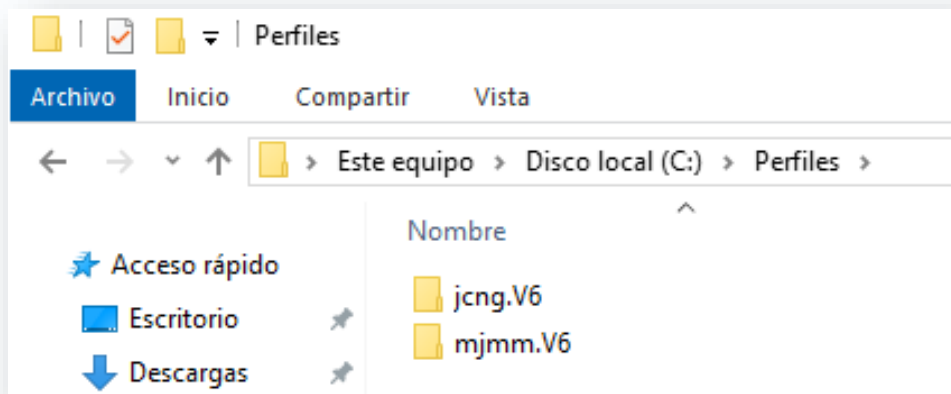 Perfiles
Archivo Inicio Compartir Vista
Este equipo > Disco local (C:) > Perfiles >
Nombre
Acceso rápido
jcng.V6
Escritorio
mjmm.V6
Descargas